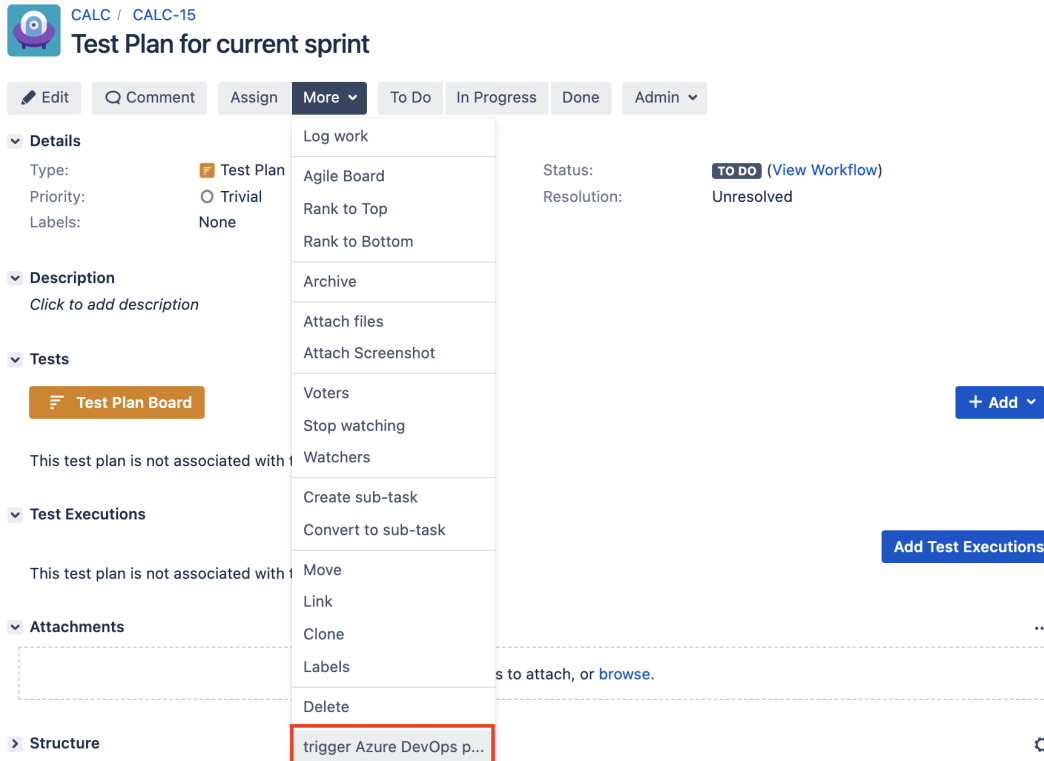 CALC / CALC-15
Test Plan for current sprint
Edit Comment Assign More To Do In Progress Done Admin
Details
Type: Test Plan
Priority: Trivial
Labels: None
Status: TO DO (View Workflow)
Resolution: Unresolved
Description
Click to add description
Tests
Test Plan Board
+ Add
This test plan is not associated with
Test Executions
Add Test Executions
This test plan is not associated with
Attachments
s to attach, or browse.
Structure
Log work
Agile Board
Rank to Top
Rank to Bottom
Archive
Attach files
Attach Screenshot
Voters
Stop watching
Watchers
Create sub-task
Convert to sub-task
Move
Link
Clone
Labels
Delete
trigger Azure DevOps p...